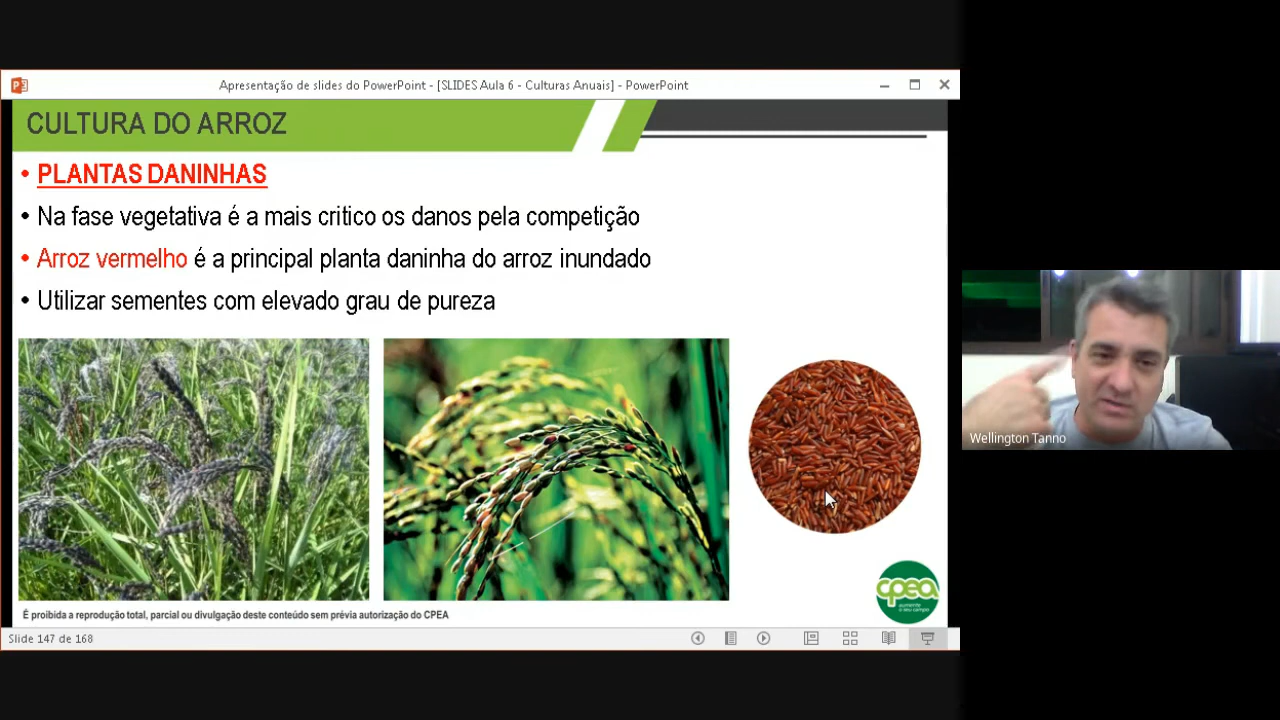 Apresentação de slides do PowerPoint - [SLIDES Aula 6 - Culturas Anuais] - PowerPoint
CULTURA DO ARROZ
• PLANTAS DANINHAS
• Na fase vegetativa é a mais critico os danos pela competição
• Arroz vermelho é a principal planta daninha do arroz inundado
• Utilizar sementes com elevado grau de pureza
Wellington Tanno
cpea
aumente
o seu campo
É proibida a reprodução total, parcial ou divulgação deste conteúdo sem prévia autorização do CPEA
Slide 147 de 168